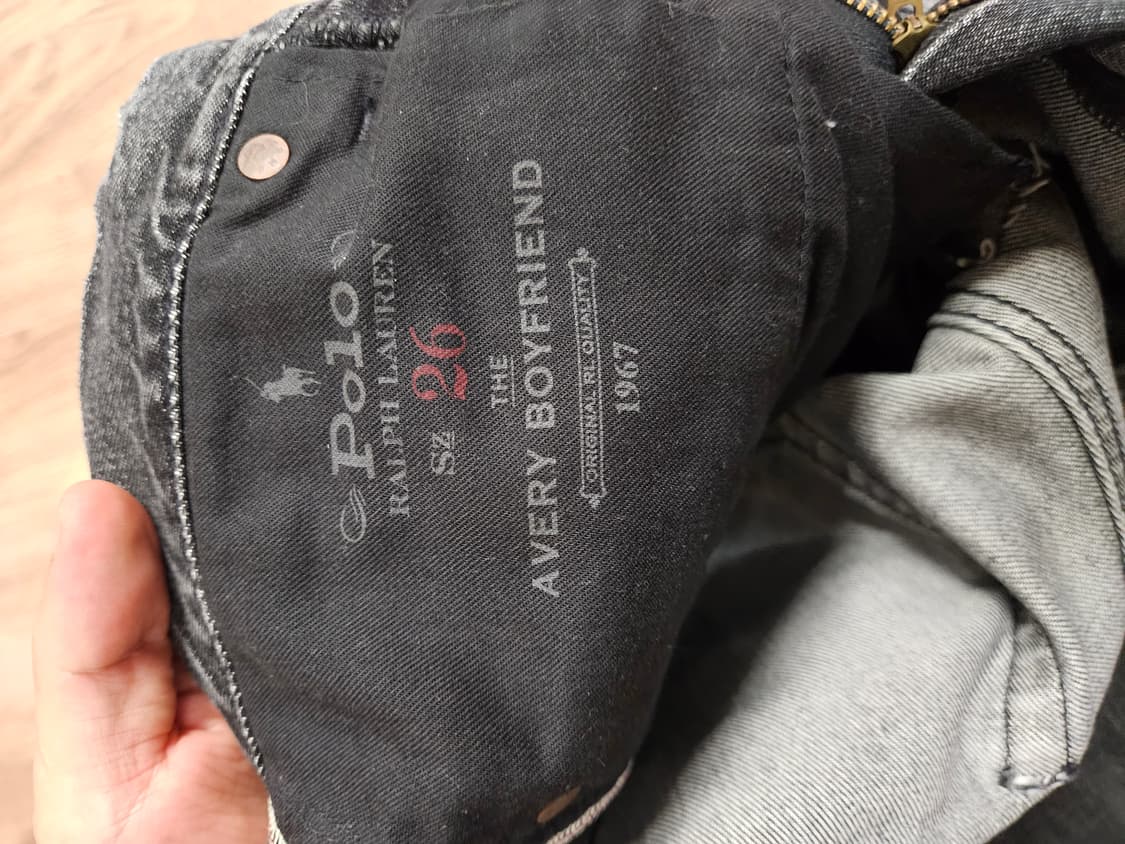 Polo
RALPH LAUREN
SZ 26
THE
AVERY BOYFRIEND
ORIGINAL RL QUALITY
1967